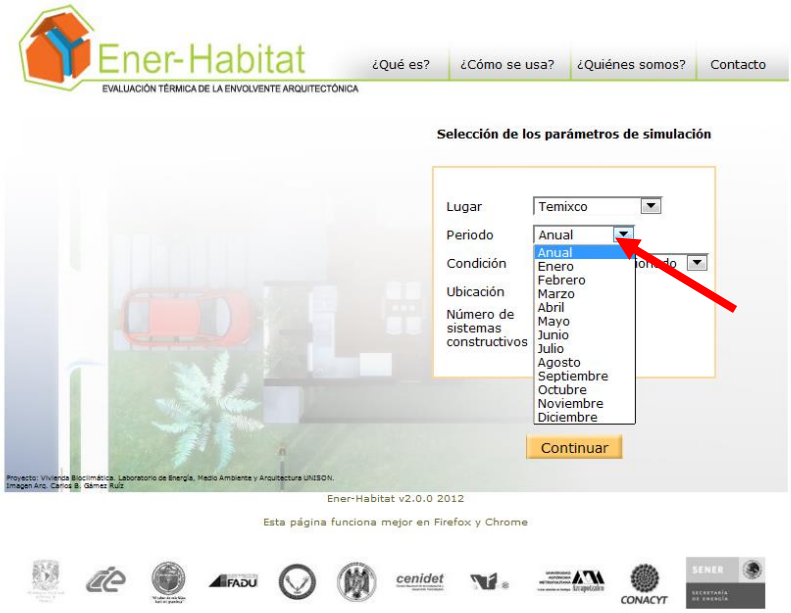 Ener-Habitat
EVALUACIÓN TÉRMICA DE LA ENVOLVENTE ARQUITECTÓNICA
¿Qué es?
¿Cómo se usa?
¿Quiénes somos?
Contacto
Selección de los parámetros de simulación
Lugar
Temixco
Periodo
Anual
Condición
Anual
Enero
Febrero
Marzo
Abril
Mayo
Junio
Julio
Agosto
Septiembre
Octubre
Noviembre
Diciembre
Ubicación
Número de
sistemas
constructivos
Continuar
Proyecto: Vivienda Bioclimática. Laboratorio de Energía, Medio Ambiente y Arquitectura UNISON.
Imagen Arq. Carlos B. Gámez Ruíz
Ener-Habitat v2.0.0 2012
Esta página funciona mejor en Firefox y Chrome
FADU
cenidet
Azcapotzalco
CONACYT
SENER
SECRETARÍA
DE ENERGÍA